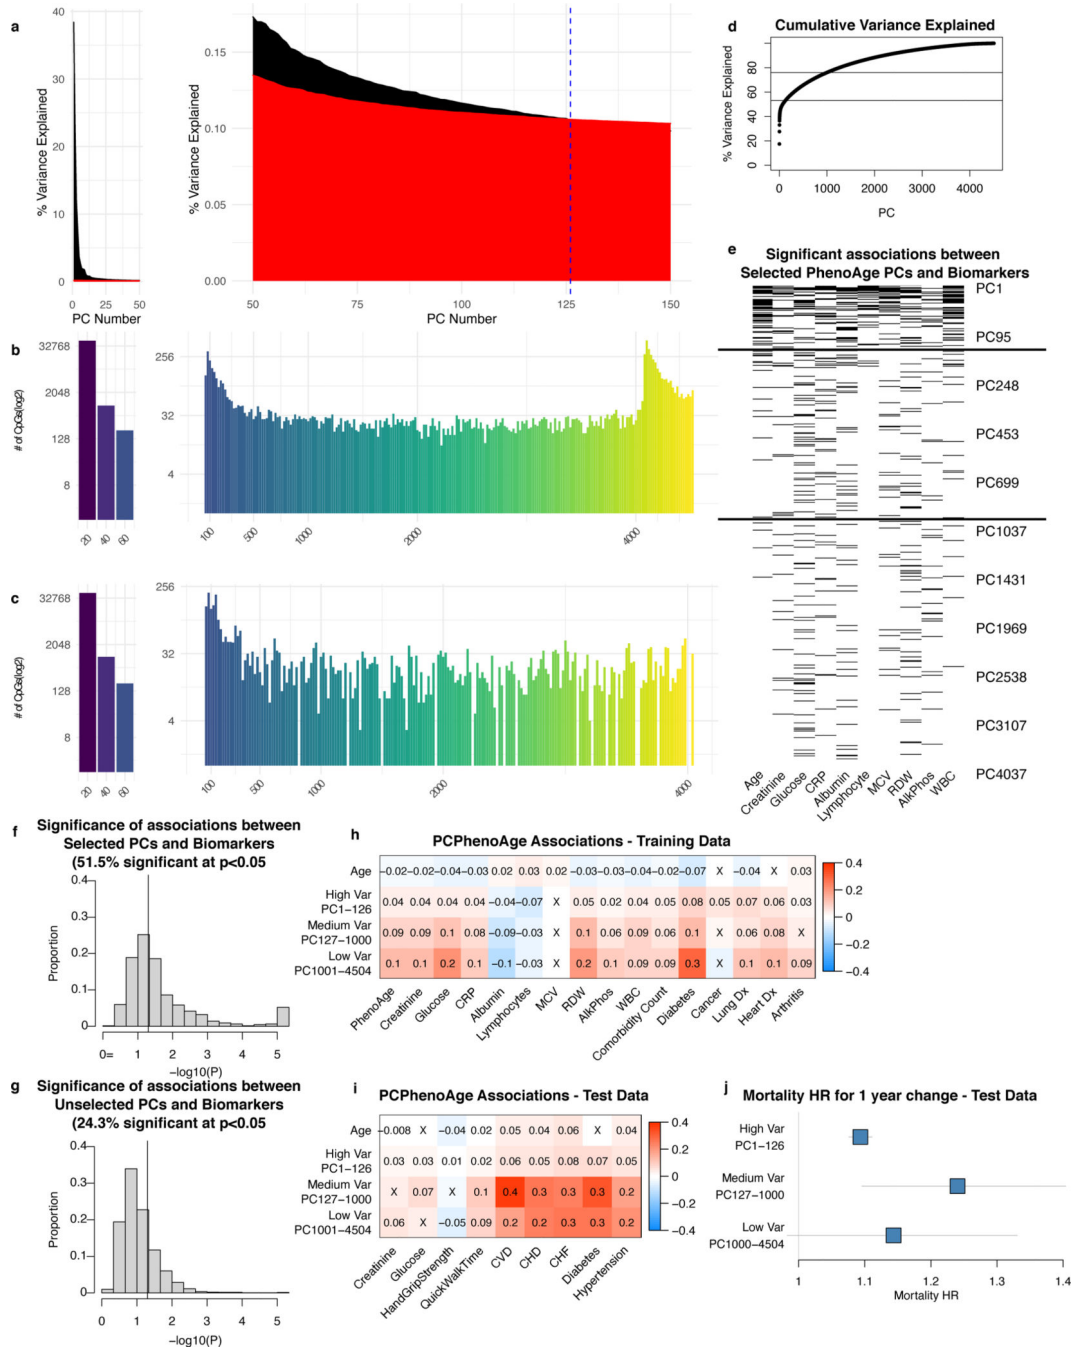 a
% Variance Explained
40
30
20
10
0
0 25 50
PC Number
% Variance Explained
0.15
0.10
0.05
0.00
50 75 100 125 150
PC Number
d Cumulative Variance Explained
% Variance Explained
80
60
40
20
0
0 1000 2000 3000 4000
PC
e Significant associations between
Selected PhenoAge PCs and Biomarkers
PC1
PC95
PC248
PC453
PC699
PC1037
PC1431
PC1969
PC2538
PC3107
PC4037
Age Creatinine Glucose CRP Albumin Lymphocyte MCV RDW AlkPhos WBC
b
# of CpGs(log2)
32768
2048
128
8
20 40 60
256
32
4
100 500 1000 2000 4000
c
# of CpGs(log2)
32768
2048
128
8
20 40 60
256
32
4
100 500 1000 2000 4000
f Significance of associations between
Selected PCs and Biomarkers
(51.5% significant at p<0.05
Proportion
0.4
0.3
0.2
0.1
0
0= 1 2 3 4 5
−log10(P)
g Significance of associations between
Unselected PCs and Biomarkers
(24.3% significant at p<0.05
Proportion
0.4
0.3
0.2
0.1
0
0 1 2 3 4 5
−log10(P)
h PCPhenoAge Associations - Training Data
Age −0.02 −0.02 −0.04 −0.03 0.02 0.03 0.02 −0.03 −0.03 −0.04 −0.02 −0.07 X −0.04 X 0.03
High Var
PC1−126 0.04 0.04 0.04 0.04 −0.04 −0.07 X 0.05 0.02 0.04 0.05 0.08 0.05 0.07 0.06 0.03
Medium Var
PC127−1000 0.09 0.09 0.1 0.08 −0.09 −0.03 X 0.1 0.06 0.09 0.06 0.1 X 0.06 0.08 X
Low Var
PC1001−4504 0.1 0.1 0.2 0.1 −0.1 −0.03 X 0.2 0.1 0.09 0.09 0.3 X 0.1 0.1 0.09
PhenoAge Creatinine Glucose CRP Albumin Lymphocytes MCV RDW AlkPhos WBC Comorbidity Count Diabetes Cancer Lung Dx Heart Dx Arthritis
0.4
0.2
0
−0.2
−0.4
i PCPhenoAge Associations - Test Data
Age −0.008 X −0.04 0.02 0.05 0.04 0.06 X 0.04
High Var
PC1−126 0.03 0.03 0.01 0.02 0.06 0.05 0.08 0.07 0.05
Medium Var
PC127−1000 X 0.07 X 0.1 0.4 0.3 0.3 0.3 0.2
Low Var
PC1001−4504 0.06 X −0.05 0.09 0.2 0.2 0.3 0.3 0.2
Creatinine Glucose HandGripStrength QuickWalkTime CVD CHD CHF Diabetes Hypertension
0.4
0.2
0
−0.2
−0.4
j Mortality HR for 1 year change - Test Data
High Var
PC1−126
Medium Var
PC127−1000
Low Var
PC1000−4504
1 1.1 1.2 1.3 1.4
Mortality HR